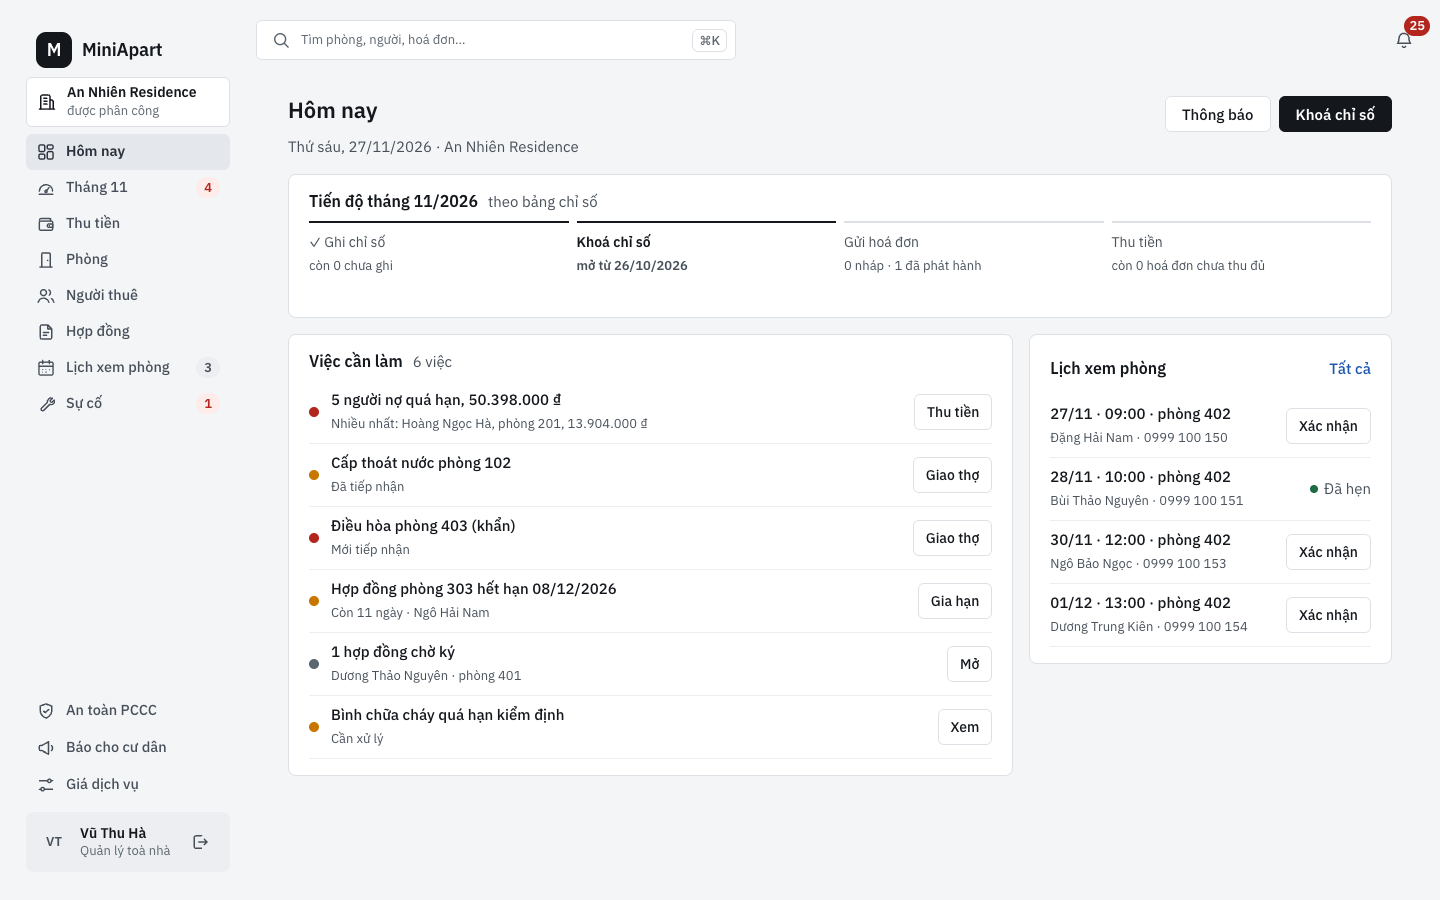 M MiniApart
An Nhiên Residence
được phân công
Hôm nay
Tháng 11 4
Thu tiền
Phòng
Người thuê
Hợp đồng
Lịch xem phòng 3
Sự cố 1
An toàn PCCC
Báo cho cư dân
Giá dịch vụ
VT
Vũ Thu Hà
Quản lý toà nhà
Tìm phòng, người, hoá đơn...
⌘K
25
Hôm nay
Thứ sáu, 27/11/2026 · An Nhiên Residence
Thông báo
Khoá chỉ số
Tiến độ tháng 11/2026 theo bảng chỉ số
✓ Ghi chỉ số
còn 0 chưa ghi
Khoá chỉ số
mở từ 26/10/2026
Gửi hoá đơn
0 nháp · 1 đã phát hành
Thu tiền
còn 0 hoá đơn chưa thu đủ
Việc cần làm 6 việc
5 người nợ quá hạn, 50.398.000 ₫
Nhiều nhất: Hoàng Ngọc Hà, phòng 201, 13.904.000 ₫
Thu tiền
Cấp thoát nước phòng 102
Đã tiếp nhận
Giao thợ
Điều hòa phòng 403 (khẩn)
Mới tiếp nhận
Giao thợ
Hợp đồng phòng 303 hết hạn 08/12/2026
Còn 11 ngày · Ngô Hải Nam
Gia hạn
1 hợp đồng chờ ký
Dương Thảo Nguyên · phòng 401
Mở
Bình chữa cháy quá hạn kiểm định
Cần xử lý
Xem
Lịch xem phòng
Tất cả
27/11 · 09:00 · phòng 402
Đặng Hải Nam · 0999 100 150
Xác nhận
28/11 · 10:00 · phòng 402
Bùi Thảo Nguyên · 0999 100 151
Đã hẹn
30/11 · 12:00 · phòng 402
Ngô Bảo Ngọc · 0999 100 153
Xác nhận
01/12 · 13:00 · phòng 402
Dương Trung Kiên · 0999 100 154
Xác nhận